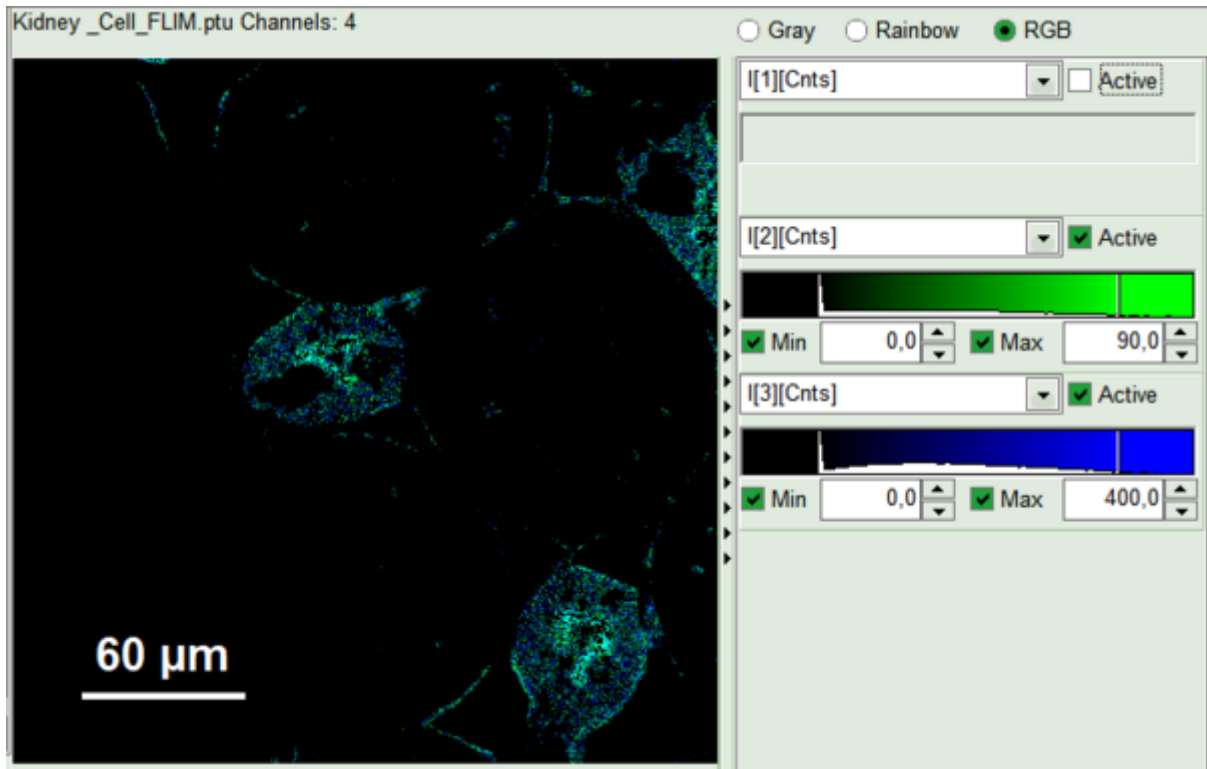 Kidney _Cell_FLIM.ptu Channels: 4
Gray Rainbow RGB
I[1][Cnts] Active
I[2][Cnts] Active
Min 0,0 Max 90,0
I[3][Cnts] Active
Min 0,0 Max 400,0
60 µm